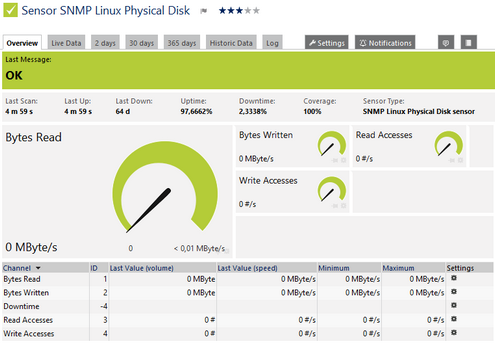 Sensor SNMP Linux Physical Disk
Overview Live Data 2 days 30 days 365 days Historic Data Log Settings Notifications
Last Message:
OK
Last Scan: Last Up: Last Down: Uptime: Downtime: Coverage: Sensor Type:
4 m 59 s 4 m 59 s 64 d 97,6662% 2,3338% 100% SNMP Linux Physical Disk sensor
Bytes Read
0 MByte/s
0 < 0,01 MByte/s
Bytes Written
0 MByte/s
Read Accesses
0 #/s
Write Accesses
0 #/s
Channel ID Last Value (volume) Last Value (speed) Minimum Maximum Settings
Bytes Read 1 0 MByte 0 MByte/s 0 MByte/s 0 MByte/s
Bytes Written 2 0 MByte 0 MByte/s 0 MByte/s 0 MByte/s
Downtime -4
Read Accesses 3 0 # 0 #/s 0 #/s 0 #/s
Write Accesses 4 0 # 0 #/s 0 #/s 0 #/s